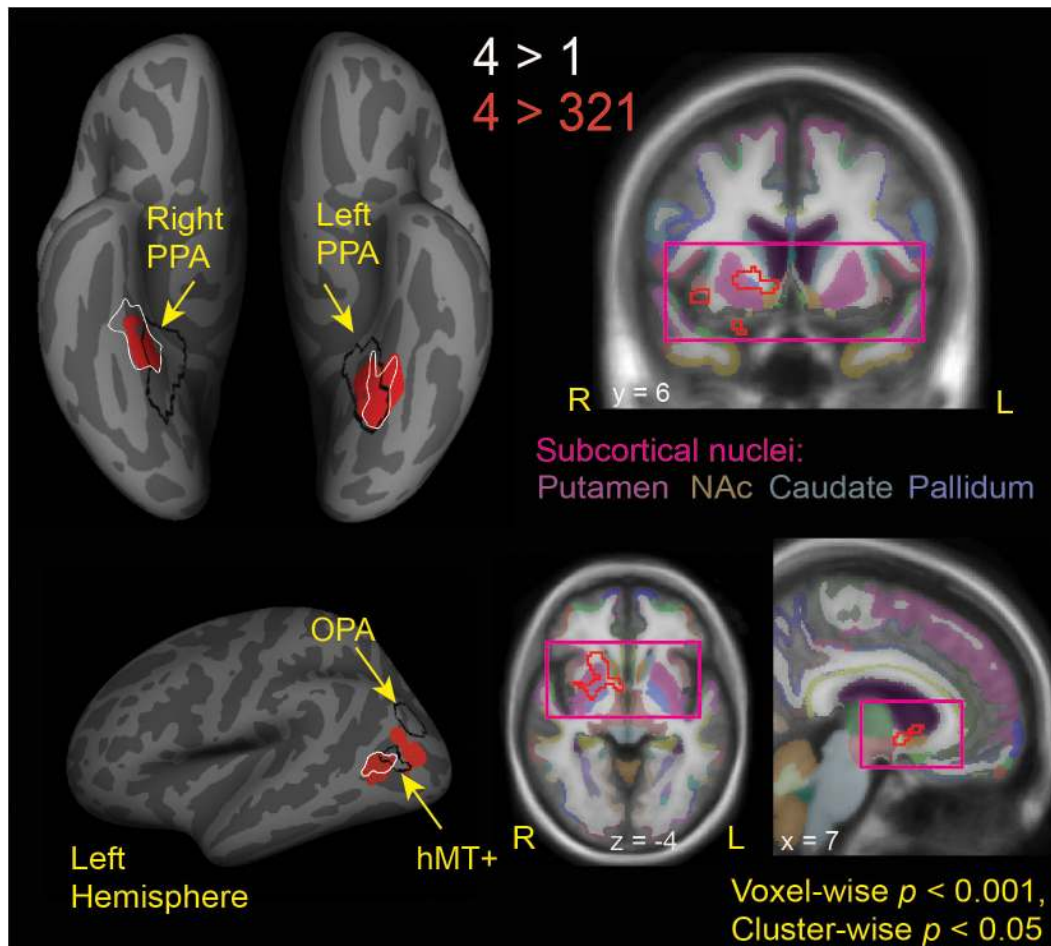 4 > 1
4 > 321
Right
PPA
Left
PPA
R
y = 6
L
Subcortical nuclei:
Putamen NAc Caudate Pallidum
OPA
hMT+
Left
Hemisphere
R
z = -4
L
x = 7
Voxel-wise p < 0.001,
Cluster-wise p < 0.05